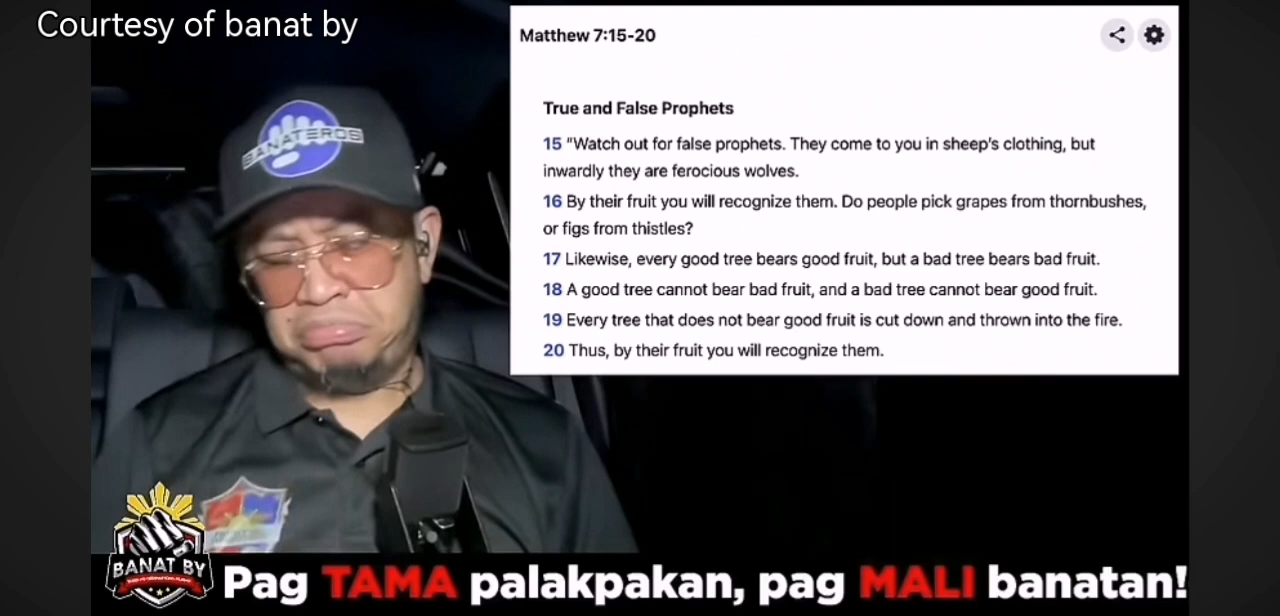 Courtesy of banat by
Matthew 7:15-20
True and False Prophets
15 "Watch out for false prophets. They come to you in sheep's clothing, but
inwardly they are ferocious wolves.
16 By their fruit you will recognize them. Do people pick grapes from thornbushes,
or figs from thistles?
17 Likewise, every good tree bears good fruit, but a bad tree bears bad fruit.
18 A good tree cannot bear bad fruit, and a bad tree cannot bear good fruit.
19 Every tree that does not bear good fruit is cut down and thrown into the fire.
20 Thus, by their fruit you will recognize them.
BANATEROS
BANAT BY
Pag TAMA palakpakan, pag MALI banatan!